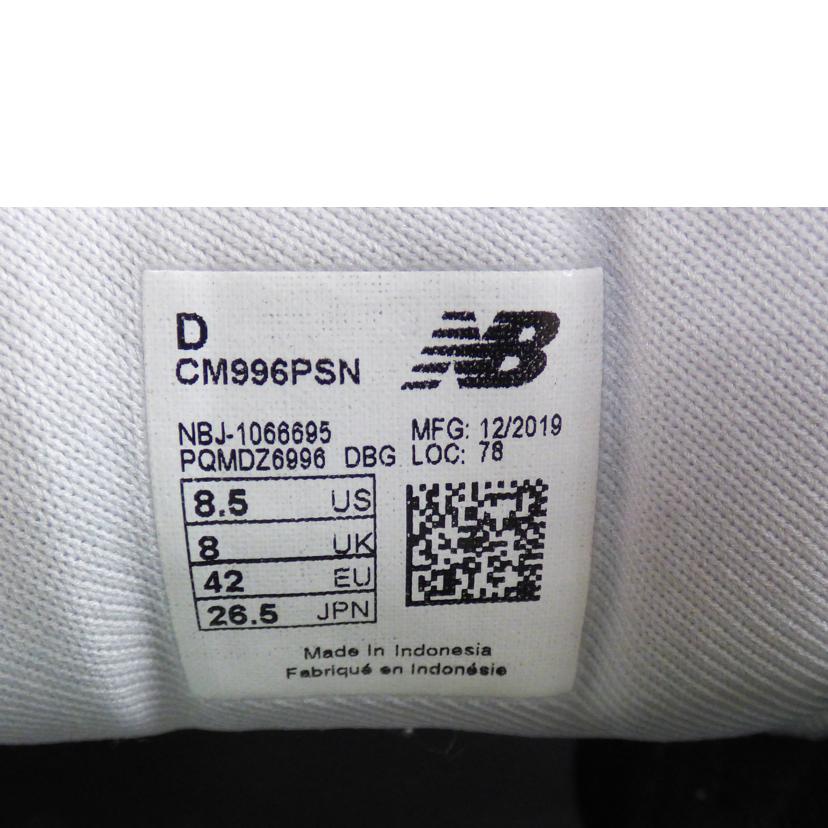 D
NB
CM996PSN
NBJ-1066695 MFG: 12/2019
PQMDZ6996 DBG LOC: 78
8.5 US
8 UK
42 EU
26.5 JPN
Made in Indonesia
Fabriqué en Indonésie